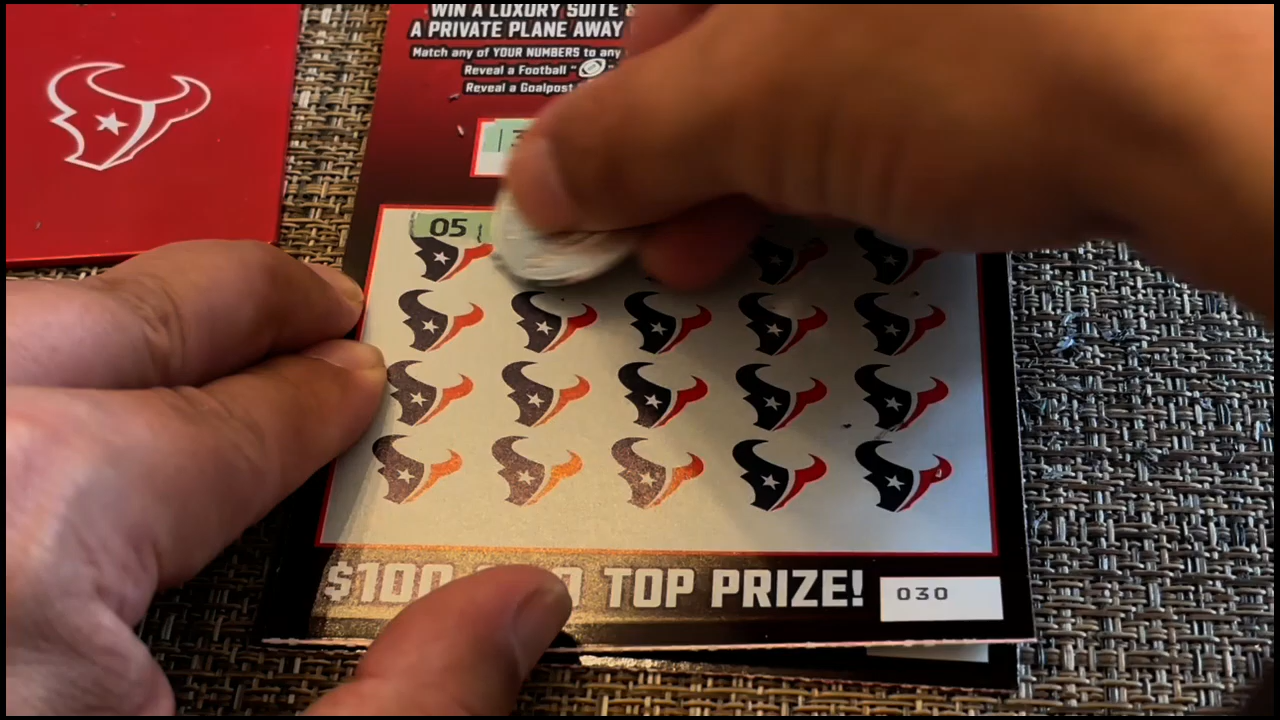 WIN A LUXURY SUITE &
A PRIVATE PLANE AWAY
Match any of YOUR NUMBERS to any
Reveal a Football "
Reveal a Goalpost
05
$100 TOP PRIZE!
030